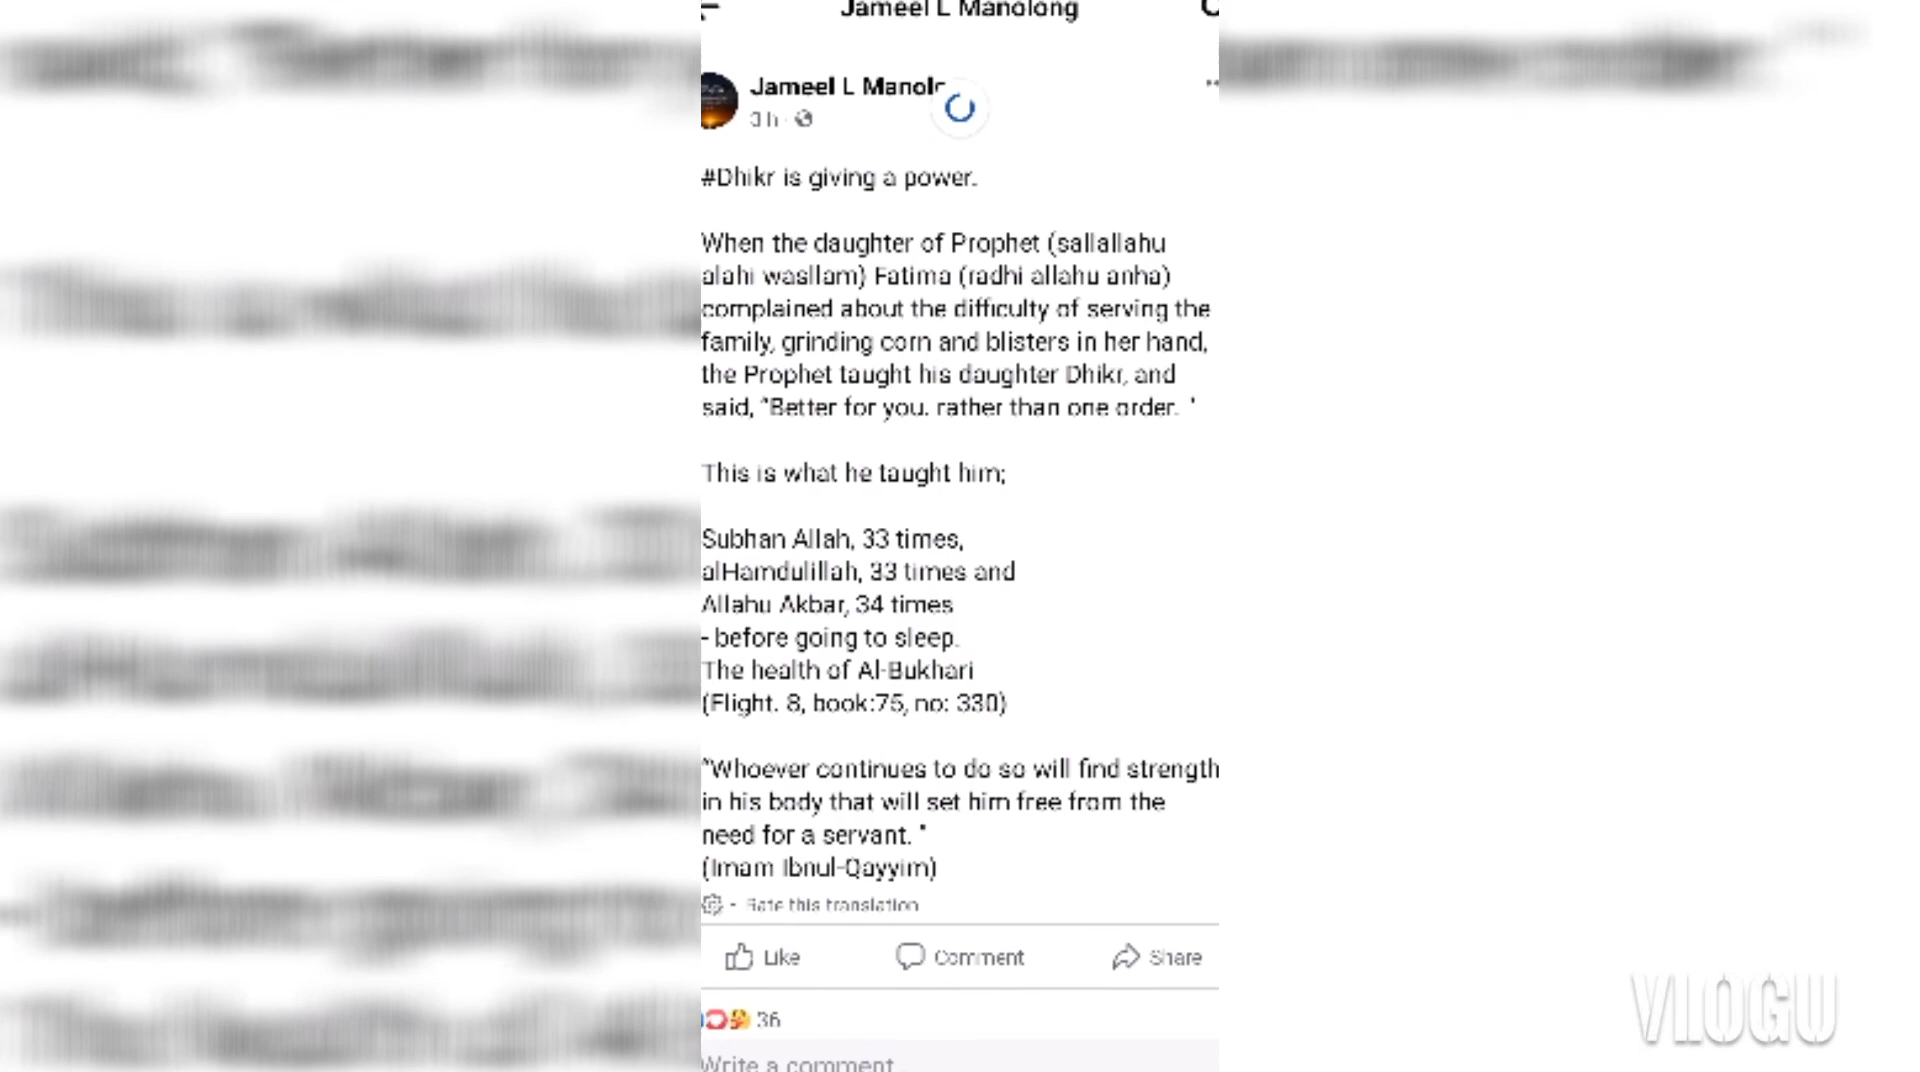 Jameel L Manolong
Jameel L Manolo
3 h
#Dhikr is giving a power.
When the daughter of Prophet (sallallahu
alahi wasllam) Fatima (radhi allahu anha)
complained about the difficulty of serving the
family, grinding corn and blisters in her hand,
the Prophet taught his daughter Dhikr, and
said, "Better for you. rather than one order. "
This is what he taught him;
Subhan Allah, 33 times,
alHamdulillah, 33 times and
Allahu Akbar, 34 times
- before going to sleep.
The health of Al-Bukhari
(Flight. 8, book:75, no: 330)
"Whoever continues to do so will find strength
in his body that will set him free from the
need for a servant. "
(Imam Ibnul-Qayyim)
- Rate this translation
Like Comment Share
36
Write a comment...
VLOGU